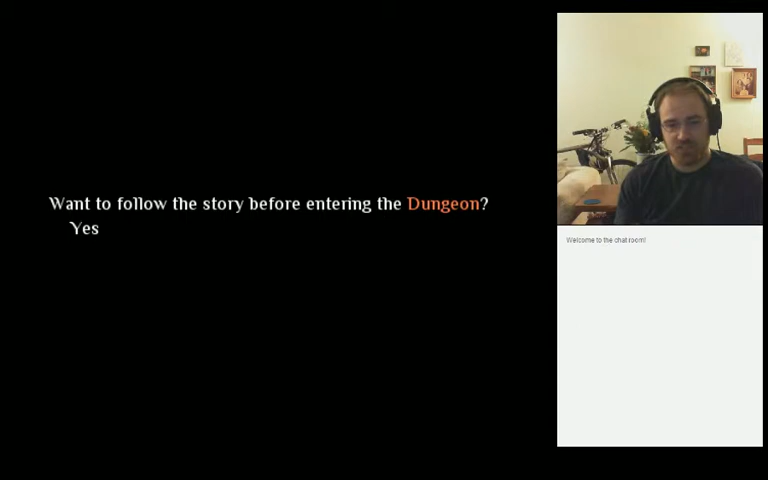 Want to follow the story before entering the Dungeon?
Yes
Welcome to the chat room!